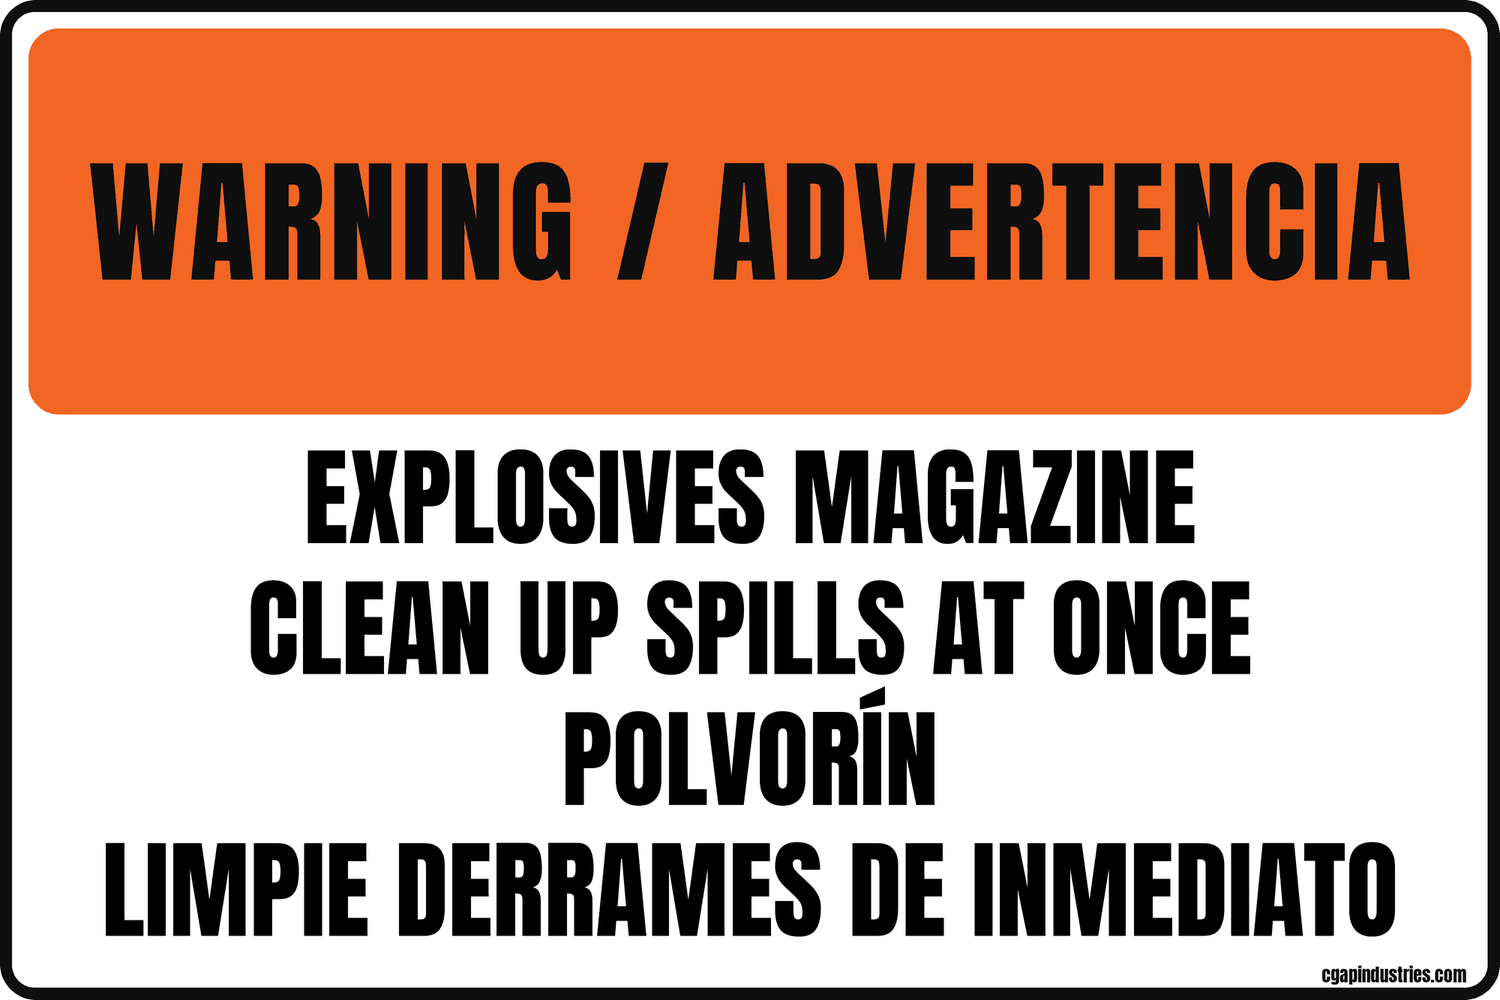 WARNING / ADVERTENCIA
EXPLOSIVES MAGAZINE
CLEAN UP SPILLS AT ONCE
POLVORÍN
LIMPIE DERRAMES DE INMEDIATO
cgapindustries.com